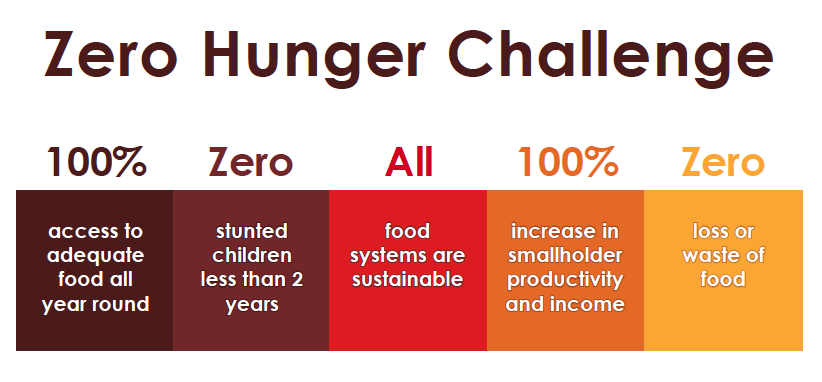 Zero Hunger Challenge
100%
access to
adequate
food all
year round
Zero
stunted
children
less than 2
years
All
food
systems are
sustainable
100%
increase in
smallholder
productivity
and income
Zero
loss or
waste of
food